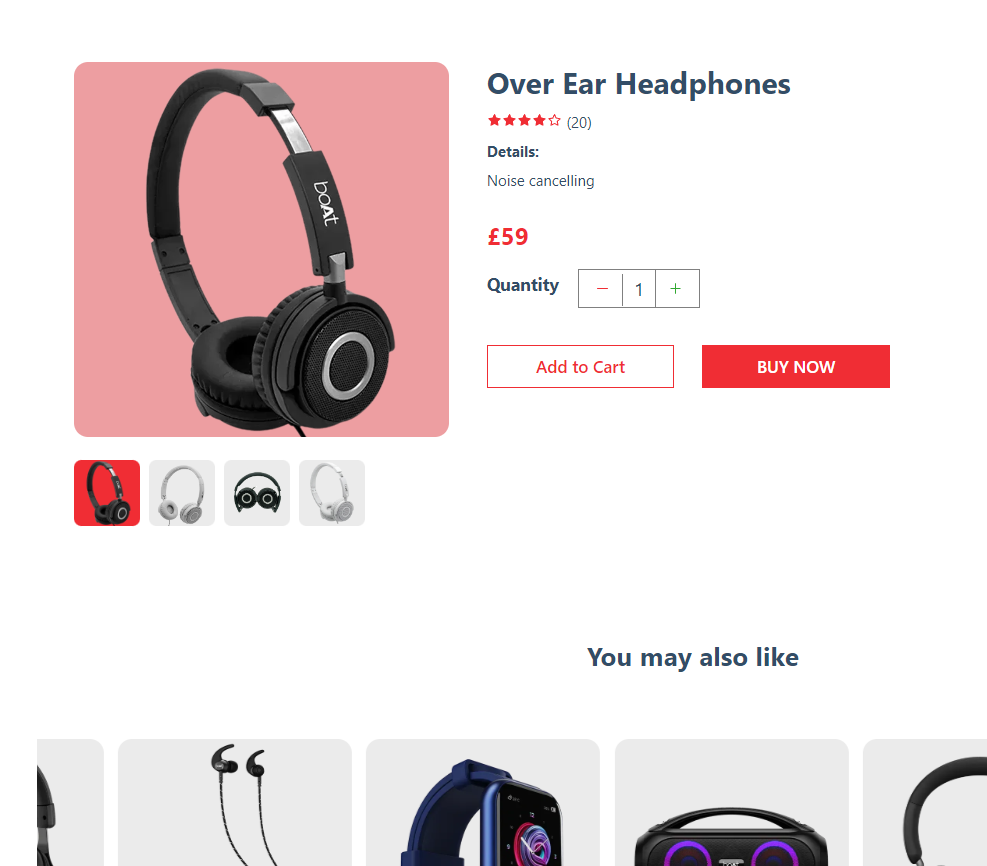 boAt
Over Ear Headphones
(20)
Details:
Noise cancelling
£59
Quantity
− 1 +
Add to Cart
BUY NOW
You may also like